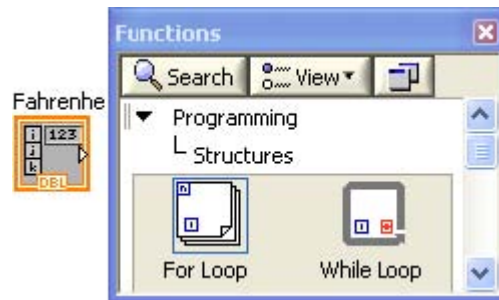 Functions
Search View
Fahrenhe
Programming
Structures
i 123
j
k
DBL
n
i
i
For Loop While Loop